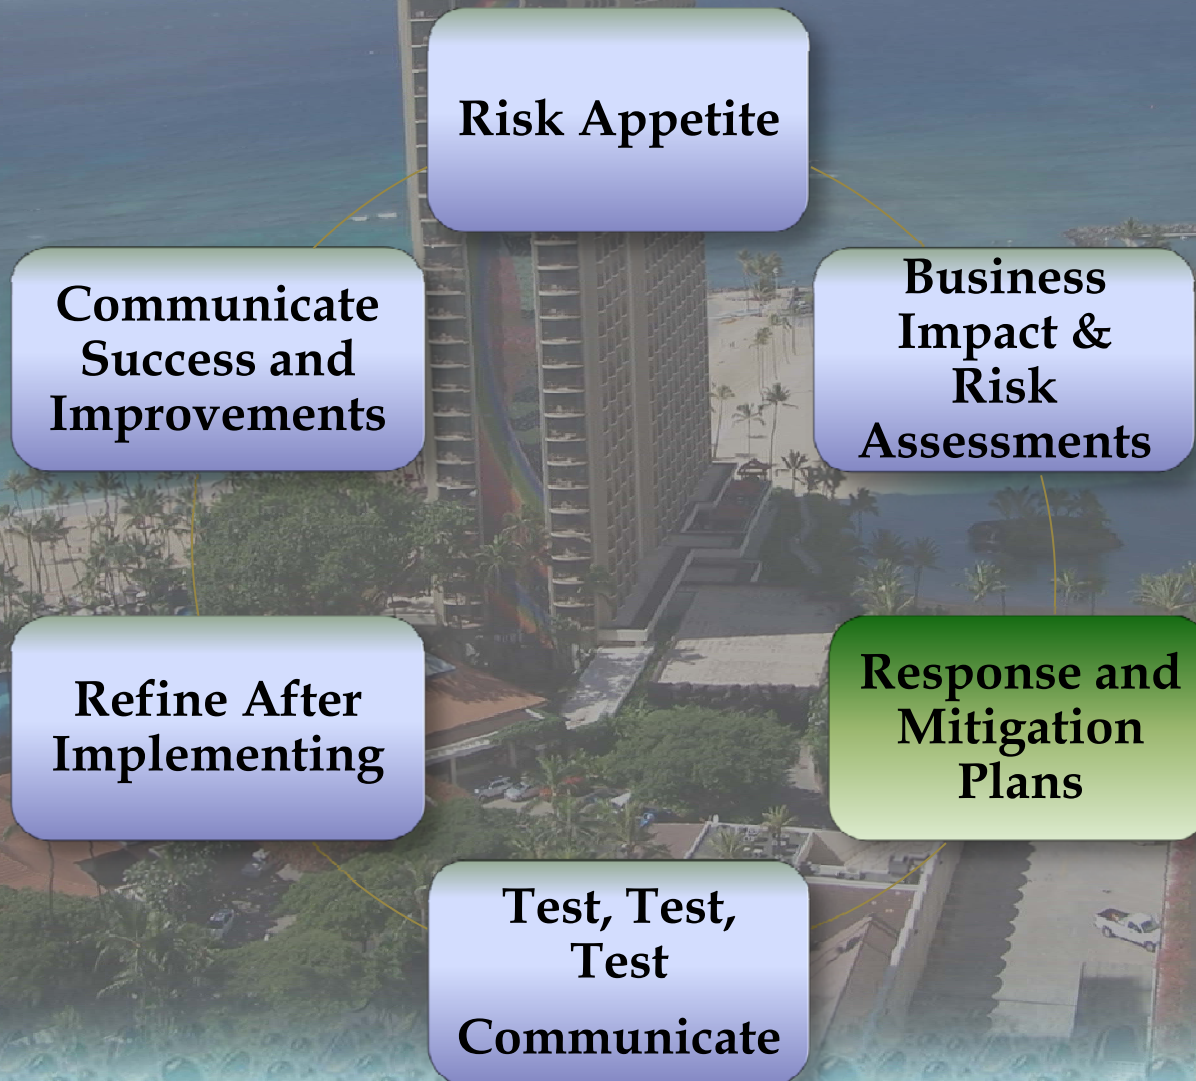 Risk Appetite
Business
Impact &
Risk
Assessments
Response and
Mitigation
Plans
Test, Test,
Test
Communicate
Refine After
Implementing
Communicate
Success and
Improvements